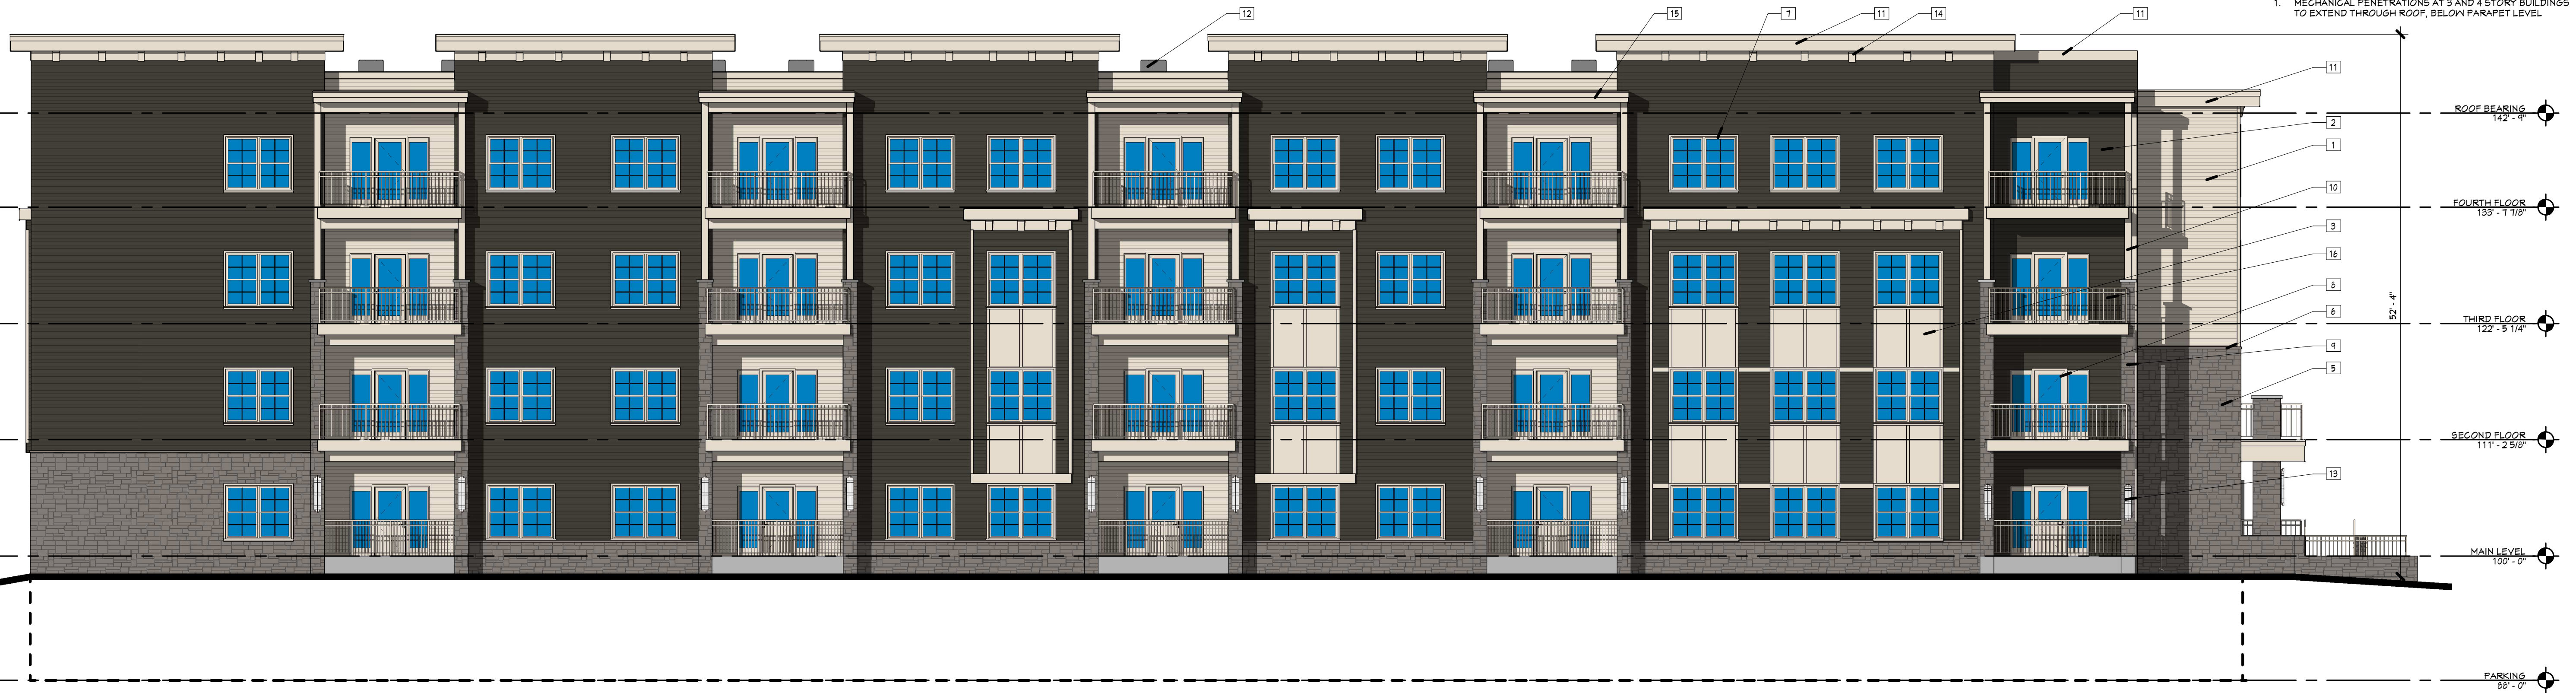 1. MECHANICAL PENETRATIONS AT 3 AND 4 STORY BUILDINGS
TO EXTEND THROUGH ROOF, BELOW PARAPET LEVEL
12
15
7
11
14
11
11
ROOF BEARING
142' - 9"
2
1
10
FOURTH FLOOR
133' - 7 7/8"
3
16
8
52' - 4"
6
THIRD FLOOR
122' - 5 1/4"
9
5
SECOND FLOOR
111' - 2 5/8"
13
MAIN LEVEL
100' - 0"
PARKING
88' - 0"